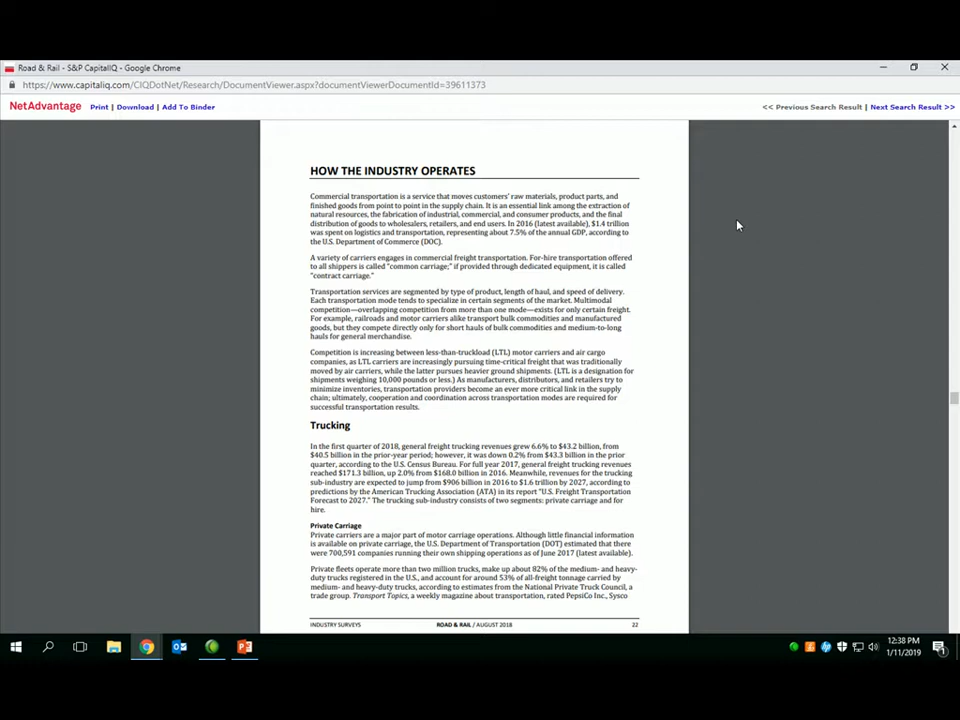 Road & Rail - S&P CapitalIQ - Google Chrome
https://www.capitaliq.com/CIQDotNet/Research/DocumentViewer.aspx?documentViewerDocumentId=39611373
NetAdvantage Print | Download | Add To Binder << Previous Search Result | Next Search Result >>
HOW THE INDUSTRY OPERATES
Commercial transportation is a service that moves customers' raw materials, product parts, and
finished goods from point to point in the supply chain. It is an essential link among the extraction of
natural resources, the fabrication of industrial, commercial, and consumer products, and the final
distribution of goods to wholesalers, retailers, and end users. In 2016 (latest available), $1.4 trillion
was spent on logistics and transportation, representing about 7.5% of the annual GDP, according to
the U.S. Department of Commerce (DOC).
A variety of carriers engages in commercial freight transportation. For-hire transportation offered
to all shippers is called "common carriage;" if provided through dedicated equipment, it is called
"contract carriage."
Transportation services are segmented by type of product, length of haul, and speed of delivery.
Each transportation mode tends to specialize in certain segments of the market. Multimodal
competition—overlapping competition from more than one mode—exists for only certain freight.
For example, railroads and motor carriers alike transport bulk commodities and manufactured
goods, but they compete directly only for short hauls of bulk commodities and medium-to-long
hauls for general merchandise.
Competition is increasing between less-than-truckload (LTL) motor carriers and air cargo
companies, as LTL carriers are increasingly pursuing time-critical freight that was traditionally
moved by air carriers, while the latter pursues heavier ground shipments. (LTL is a designation for
shipments weighing 10,000 pounds or less.) As manufacturers, distributors, and retailers try to
minimize inventories, transportation providers become an ever more critical link in the supply
chain; ultimately, cooperation and coordination across transportation modes are required for
successful transportation results.
Trucking
In the first quarter of 2018, general freight trucking revenues grew 6.6% to $43.2 billion, from
$40.5 billion in the prior-year period; however, it was down 0.2% from $43.3 billion in the prior
quarter, according to the U.S. Census Bureau. For full year 2017, general freight trucking revenues
reached $171.3 billion, up 2.0% from $168.0 billion in 2016. Meanwhile, revenues for the trucking
sub-industry are expected to jump from $906 billion in 2016 to $1.6 trillion by 2027, according to
predictions by the American Trucking Association (ATA) in its report "U.S. Freight Transportation
Forecast to 2027." The trucking sub-industry consists of two segments: private carriage and for
hire.
Private Carriage
Private carriers are a major part of motor carriage operations. Although little financial information
is available on private carriage, the U.S. Department of Transportation (DOT) estimated that there
were 700,591 companies running their own shipping operations as of June 2017 (latest available).
Private fleets operate more than two million trucks, make up about 82% of the medium- and heavy-
duty trucks registered in the U.S., and account for around 53% of all-freight tonnage carried by
medium- and heavy-duty trucks, according to estimates from the National Private Truck Council, a
trade group. Transport Topics, a weekly magazine about transportation, rated PepsiCo Inc., Sysco
INDUSTRY SURVEYS ROAD & RAIL / AUGUST 2018 22
12:38 PM
1/11/2019